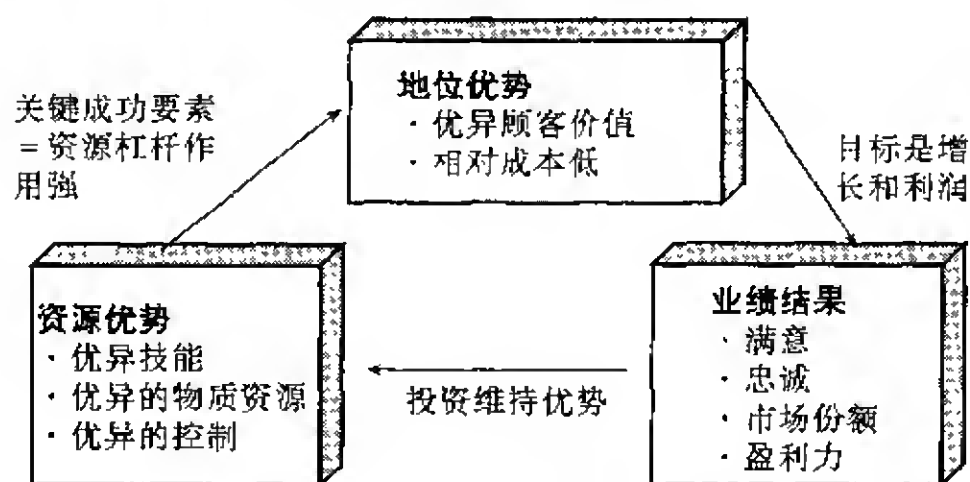 地位优势
· 优异顾客价值
· 相对成本低
关键成功要素
=资源杠杆作
用强
目标是增
长和利润
资源优势
· 优异技能
· 优异的物质资源
· 优异的控制
投资维持优势
业绩结果
· 满意
· 忠诚
· 市场份额
· 盈利力